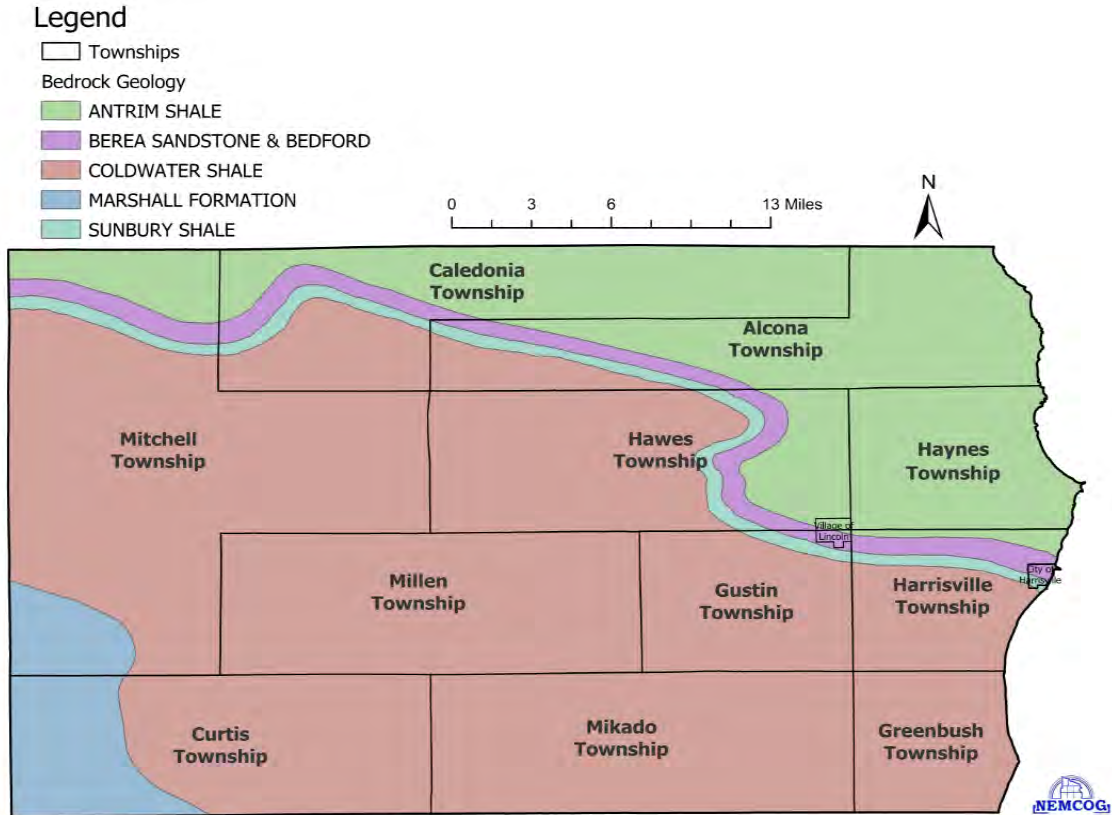 Legend
Townships
Bedrock Geology
ANTRIM SHALE
BEREA SANDSTONE & BEDFORD
COLDWATER SHALE
MARSHALL FORMATION
SUNBURY SHALE
0 3 6 13 Miles
N
Caledonia
Township
Alcona
Township
Mitchell
Township
Hawes
Township
Haynes
Township
Village of
Lincoln
City of
Harrisville
Millen
Township
Gustin
Township
Harrisville
Township
Curtis
Township
Mikado
Township
Greenbush
Township
NEMCOG